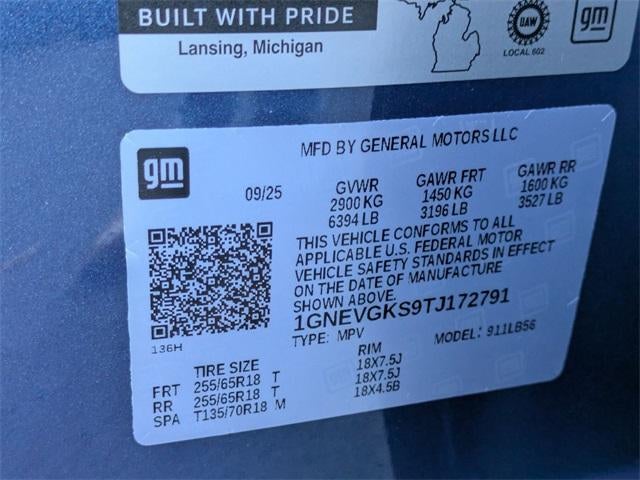 BUILT WITH PRIDE
Lansing, Michigan
UAW
LOCAL 602
gm
MFD BY GENERAL MOTORS LLC
gm
09/25
GVWR
2900 KG
6394 LB
GAWR FRT
1450 KG
3196 LB
GAWR RR
1600 KG
3527 LB
THIS VEHICLE CONFORMS TO ALL
APPLICABLE U.S. FEDERAL MOTOR
VEHICLE SAFETY STANDARDS IN EFFECT
ON THE DATE OF MANUFACTURE
SHOWN ABOVE.
1GNEVGKS9TJ172791
TYPE: MPV MODEL: 911LB56
136H
TIRE SIZE RIM
FRT 255/65R18 T 18X7.5J
RR 255/65R18 T 18X7.5J
SPA T135/70R18 M 18X4.5B